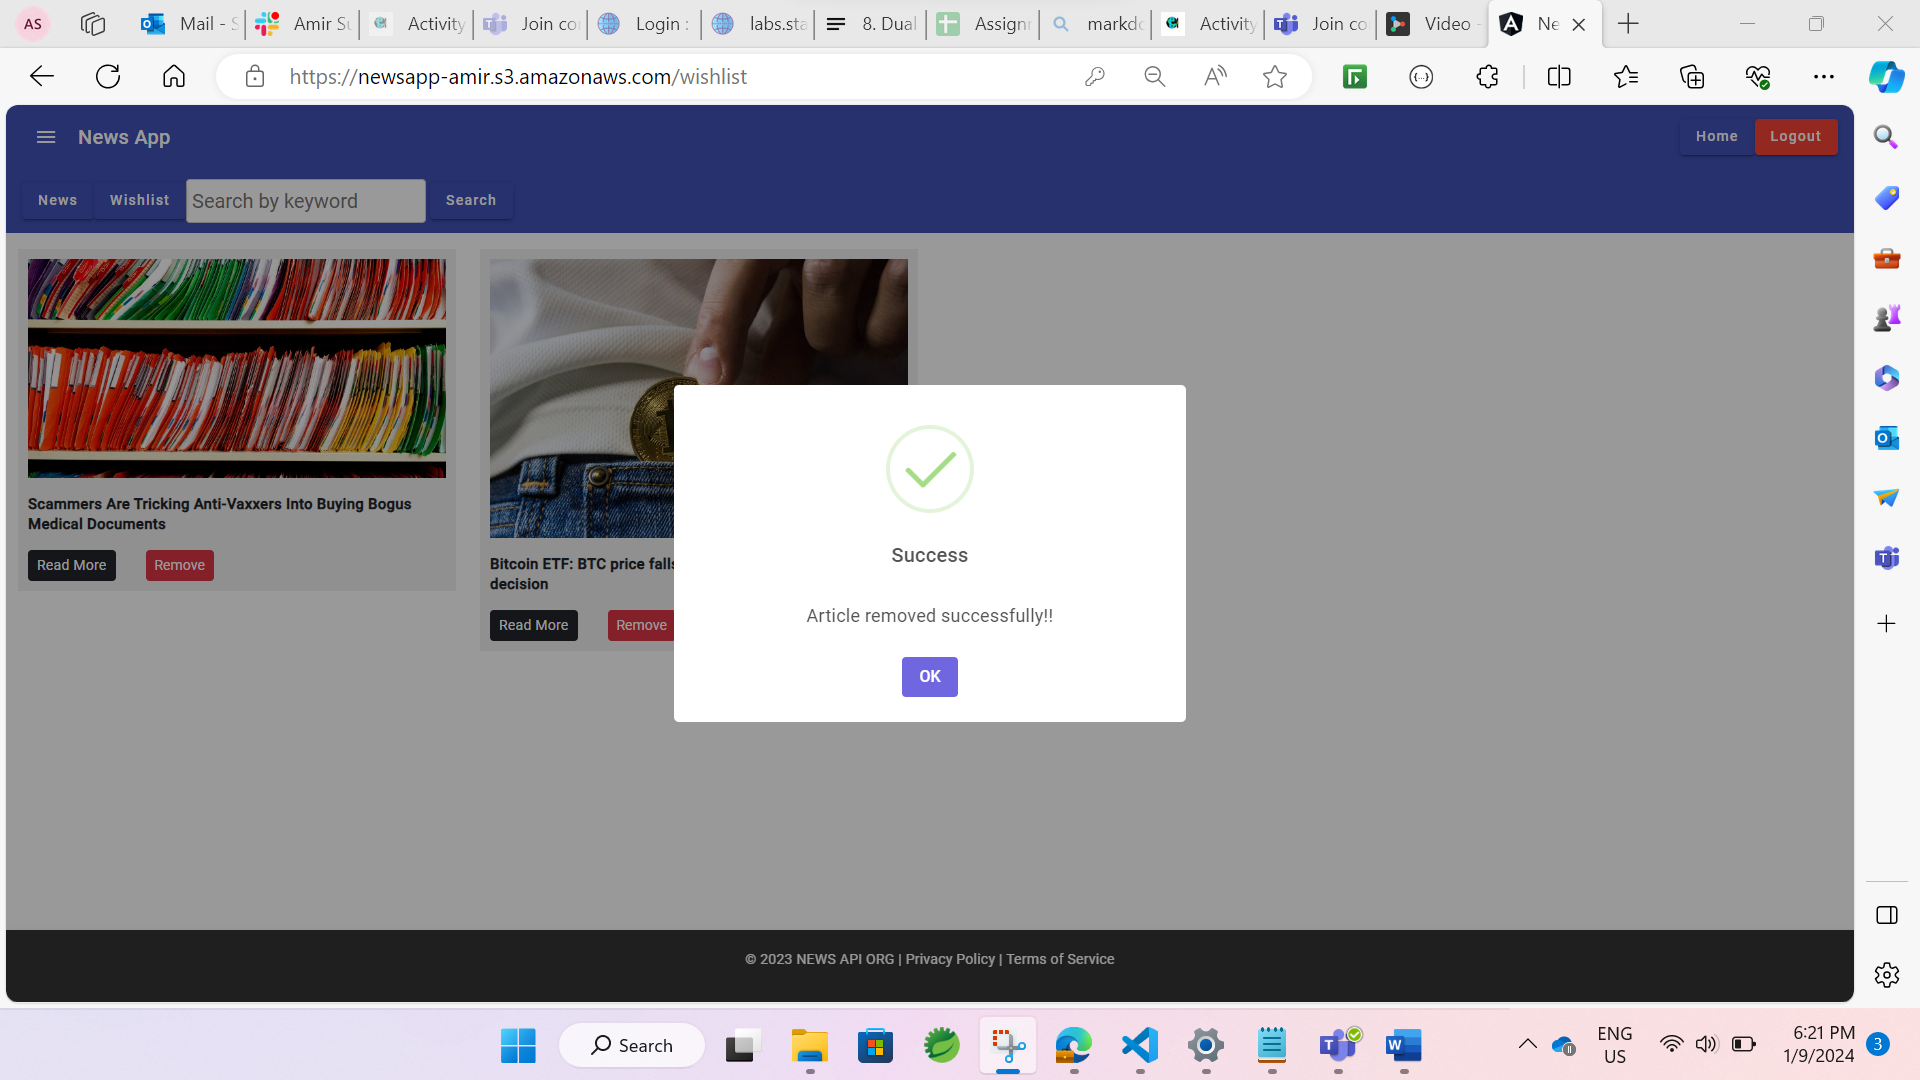 AS
Mail - S
Amir Su
Activity
Join co
Login :
labs.sta
8. Dual
Assignm
markdo
Activity
Join co
Video -
Ne
https://newsapp-amir.s3.amazonaws.com/wishlist
News App
Home
Logout
News
Wishlist
Search by keyword
Search
Scammers Are Tricking Anti-Vaxxers Into Buying Bogus
Medical Documents
Read More
Remove
Bitcoin ETF: BTC price falls
decision
Read More
Remove
Success
Article removed successfully!!
OK
© 2023 NEWS API ORG | Privacy Policy | Terms of Service
Search
ENG
US
6:21 PM
1/9/2024
3